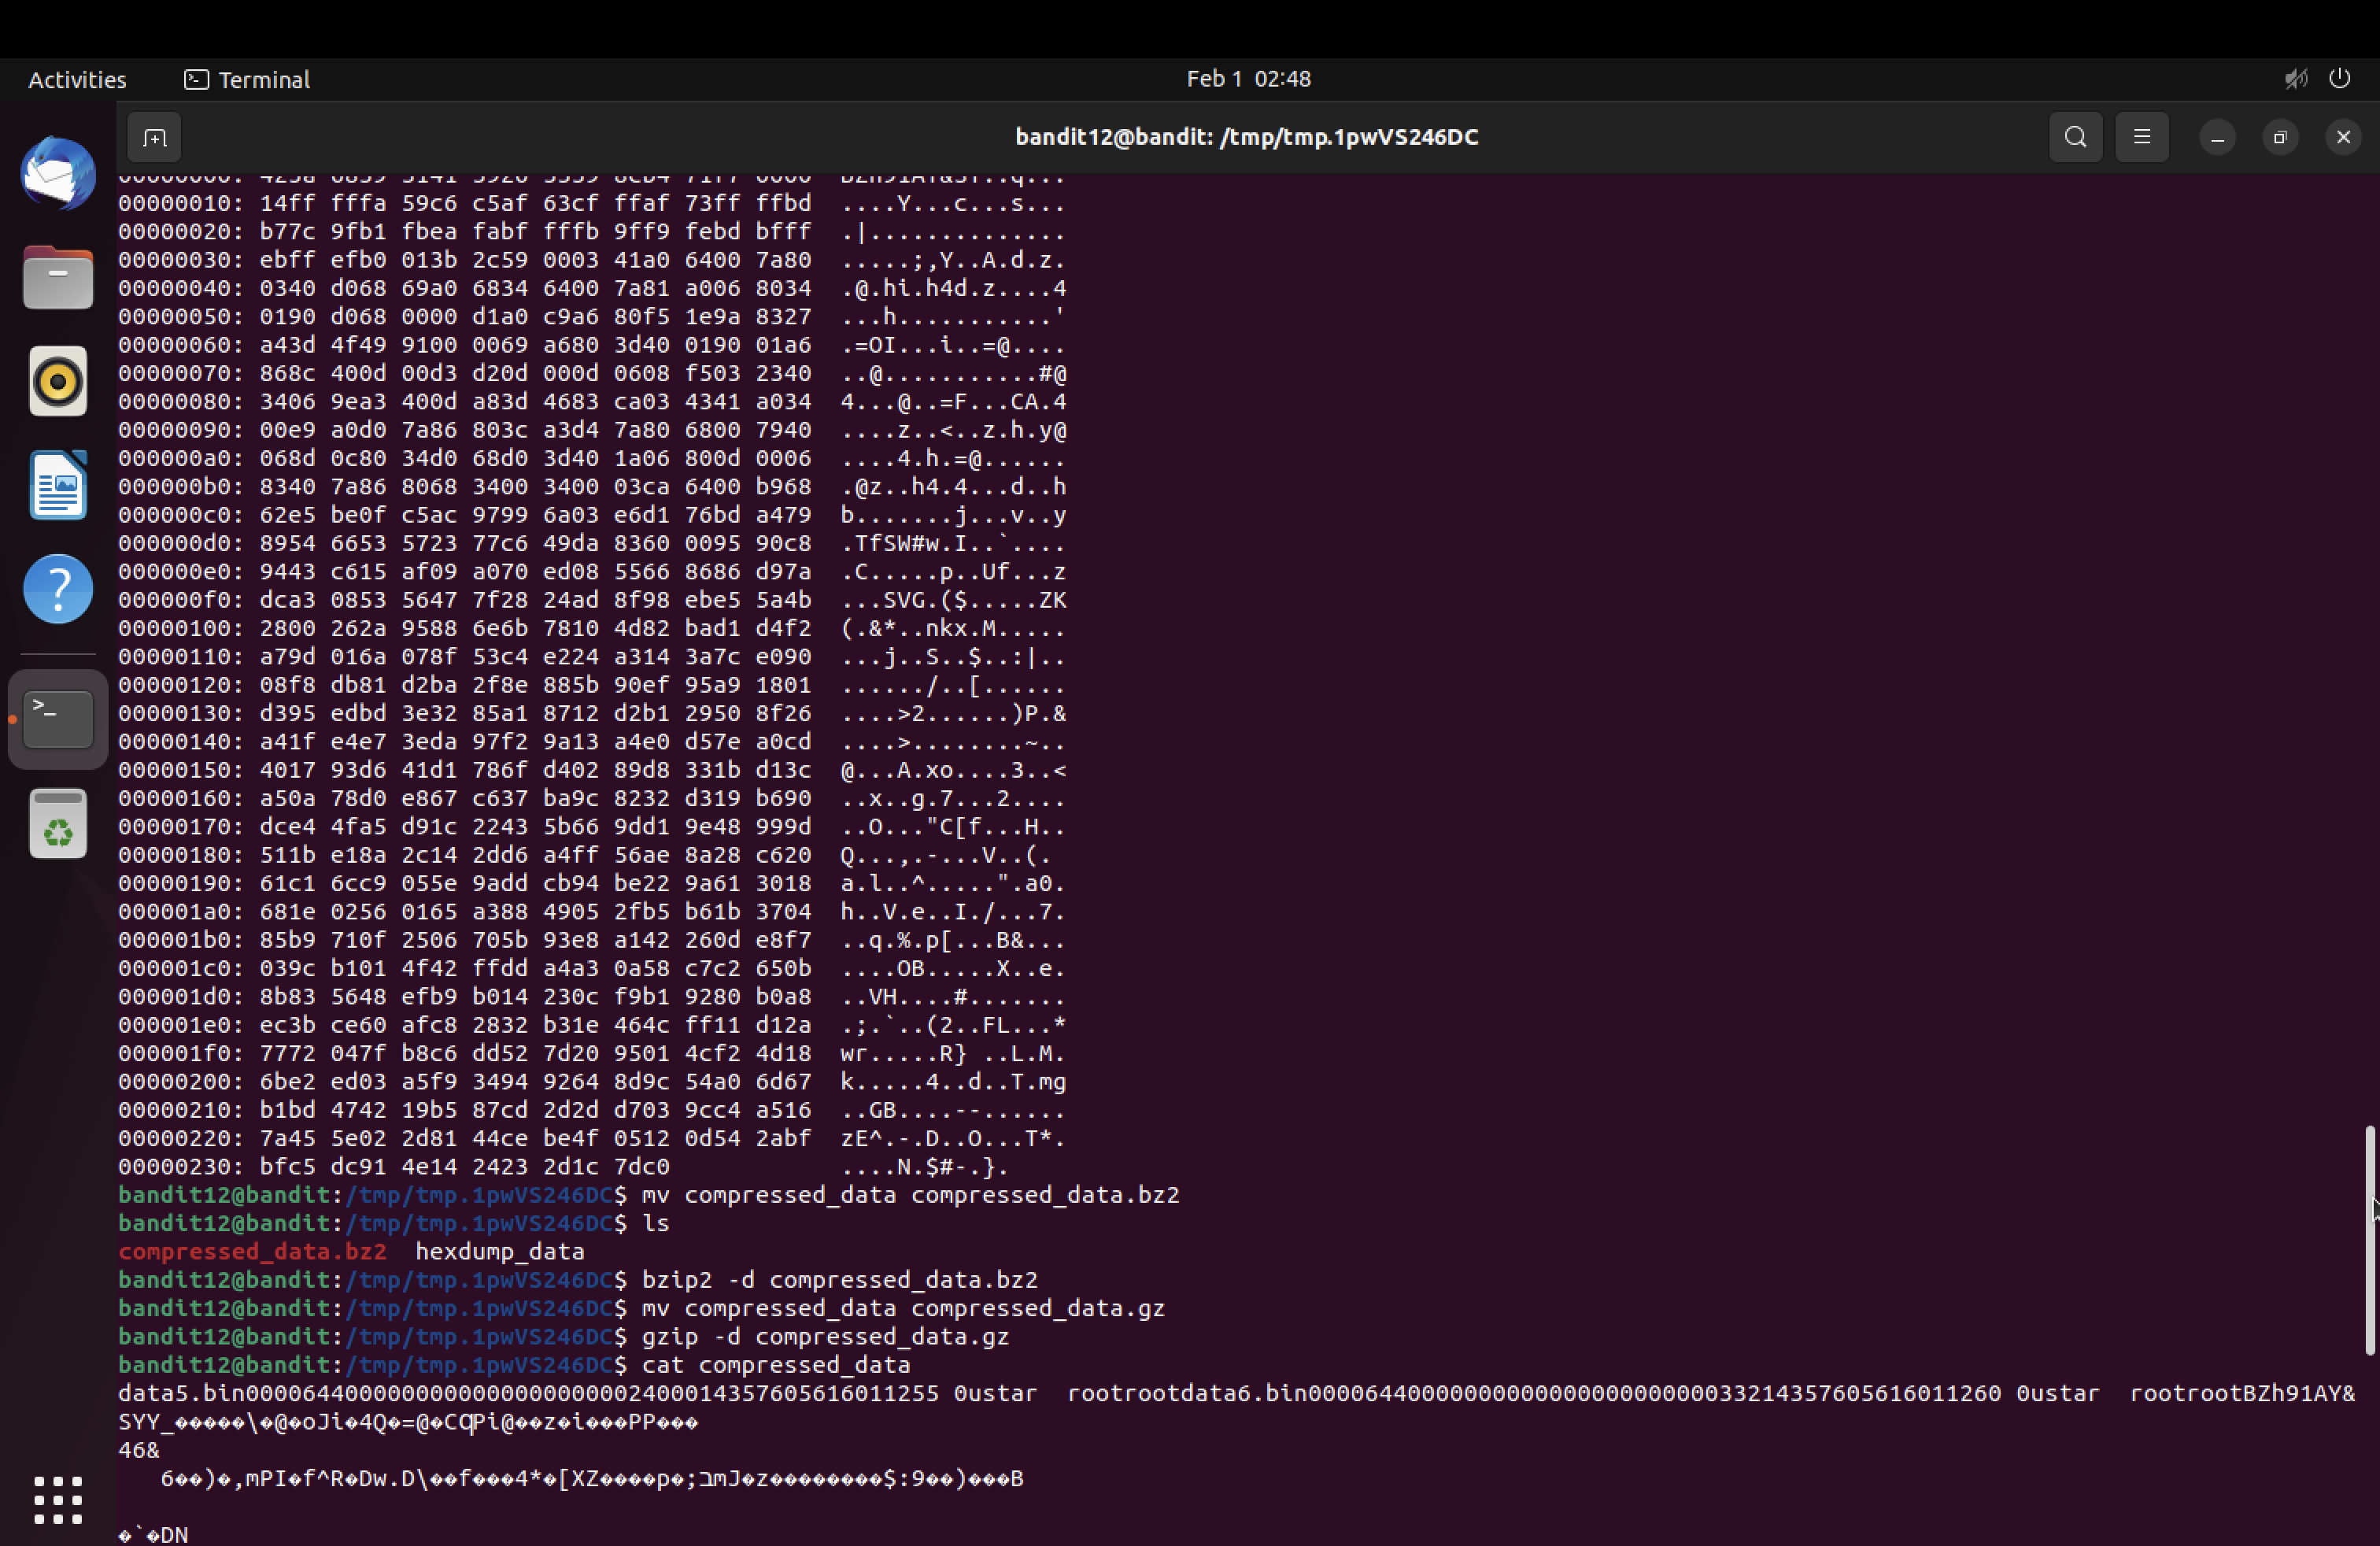 Activities Terminal Feb 1 02:48
bandit12@bandit: /tmp/tmp.1pwVS246DC
00000010: 14ff fffa 59c6 c5af 63cf ffaf 73ff ffbd  ....Y...c...s...
00000020: b77c 9fb1 fbea fabf fffb 9ff9 febd bfff  .|..............
00000030: ebff efb0 013b 2c59 0003 41a0 6400 7a80  .....;,Y..A.d.z.
00000040: 0340 d068 69a0 6834 6400 7a81 a006 8034  .@.hi.h4d.z....4
00000050: 0190 d068 0000 d1a0 c9a6 80f5 1e9a 8327  ...h...........'
00000060: a43d 4f49 9100 0069 a680 3d40 0190 01a6  .=OI...i..=@....
00000070: 868c 400d 00d3 d20d 000d 0608 f503 2340  ..@...........#@
00000080: 3406 9ea3 400d a83d 4683 ca03 4341 a034  4...@..=F...CA.4
00000090: 00e9 a0d0 7a86 803c a3d4 7a80 6800 7940  ....z..<..z.h.y@
000000a0: 068d 0c80 34d0 68d0 3d40 1a06 800d 0006  ....4.h.=@......
000000b0: 8340 7a86 8068 3400 3400 03ca 6400 b968  .@z..h4.4...d..h
000000c0: 62e5 be0f c5ac 9799 6a03 e6d1 76bd a479  b.......j...v..y
000000d0: 8954 6653 5723 77c6 49da 8360 0095 90c8  .TfSW#w.I..`....
000000e0: 9443 c615 af09 a070 ed08 5566 8686 d97a  .C.....p..Uf...z
000000f0: dca3 0853 5647 7f28 24ad 8f98 ebe5 5a4b  ...SVG.($.....ZK
00000100: 2800 262a 9588 6e6b 7810 4d82 bad1 d4f2  (.&*..nkx.M.....
00000110: a79d 016a 078f 53c4 e224 a314 3a7c e090  ...j..S..$..:|..
00000120: 08f8 db81 d2ba 2f8e 885b 90ef 95a9 1801  ....../..[......
00000130: d395 edbd 3e32 85a1 8712 d2b1 2950 8f26  ....>2......)P.&
00000140: a41f e4e7 3eda 97f2 9a13 a4e0 d57e a0cd  ....>........~..
00000150: 4017 93d6 41d1 786f d402 89d8 331b d13c  @...A.xo....3..<
00000160: a50a 78d0 e867 c637 ba9c 8232 d319 b690  ..x..g.7...2....
00000170: dce4 4fa5 d91c 2243 5b66 9dd1 9e48 999d  ..O..."C[f...H..
00000180: 511b e18a 2c14 2dd6 a4ff 56ae 8a28 c620  Q...,.-...V..(.
00000190: 61c1 6cc9 055e 9add cb94 be22 9a61 3018  a.l..^.....".a0.
000001a0: 681e 0256 0165 a388 4905 2fb5 b61b 3704  h..V.e..I./...7.
000001b0: 85b9 710f 2506 705b 93e8 a142 260d e8f7  ..q.%.p[...B&...
000001c0: 039c b101 4f42 ffdd a4a3 0a58 c7c2 650b  ....OB.....X..e.
000001d0: 8b83 5648 efb9 b014 230c f9b1 9280 b0a8  ..VH....#.......
000001e0: ec3b ce60 afc8 2832 b31e 464c ff11 d12a  .;.`..(2..FL...*
000001f0: 7772 047f b8c6 dd52 7d20 9501 4cf2 4d18  wr.....R} ..L.M.
00000200: 6be2 ed03 a5f9 3494 9264 8d9c 54a0 6d67  k.....4..d..T.mg
00000210: b1bd 4742 19b5 87cd 2d2d d703 9cc4 a516  ..GB....--......
00000220: 7a45 5e02 2d81 44ce be4f 0512 0d54 2abf  zE^.-.D..O...T*.
00000230: bfc5 dc91 4e14 2423 2d1c 7dc0            ....N.$#-.}.
bandit12@bandit:/tmp/tmp.1pwVS246DC$ mv compressed_data compressed_data.bz2
bandit12@bandit:/tmp/tmp.1pwVS246DC$ ls
compressed_data.bz2  hexdump_data
bandit12@bandit:/tmp/tmp.1pwVS246DC$ bzip2 -d compressed_data.bz2
bandit12@bandit:/tmp/tmp.1pwVS246DC$ mv compressed_data compressed_data.gz
bandit12@bandit:/tmp/tmp.1pwVS246DC$ gzip -d compressed_data.gz
bandit12@bandit:/tmp/tmp.1pwVS246DC$ cat compressed_data
data5.bin0000644000000000000000000002400014357605616011255 0ustar  rootrootdata6.bin0000644000000000000000000000033214357605616011260 0ustar  rootrootBZh91AY&
SYY_�����\�@�oJi�4Q�=@�CQPi@��z�i���PP���
46&
   6��)�,mPI�f^R�Dw.D\��f���4*�[XZ����p�;בmJ�z���������$:9��)���B
�`�DN